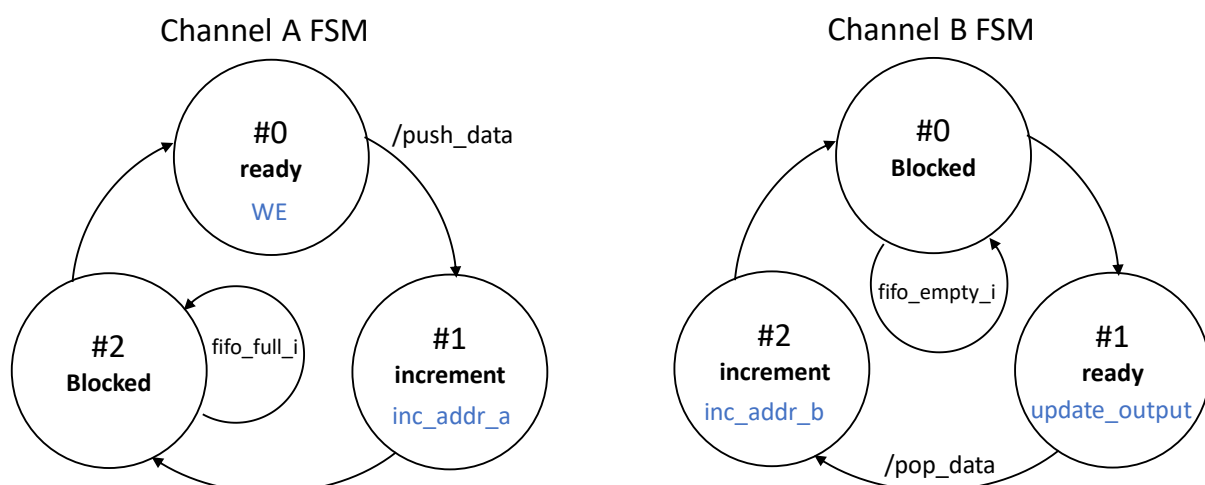 Channel A FSM
#0
ready
WE
/push_data
#1
increment
inc_addr_a
#2
Blocked
fifo_full_i
Channel B FSM
#0
Blocked
fifo_empty_i
#1
ready
update_output
/pop_data
#2
increment
inc_addr_b